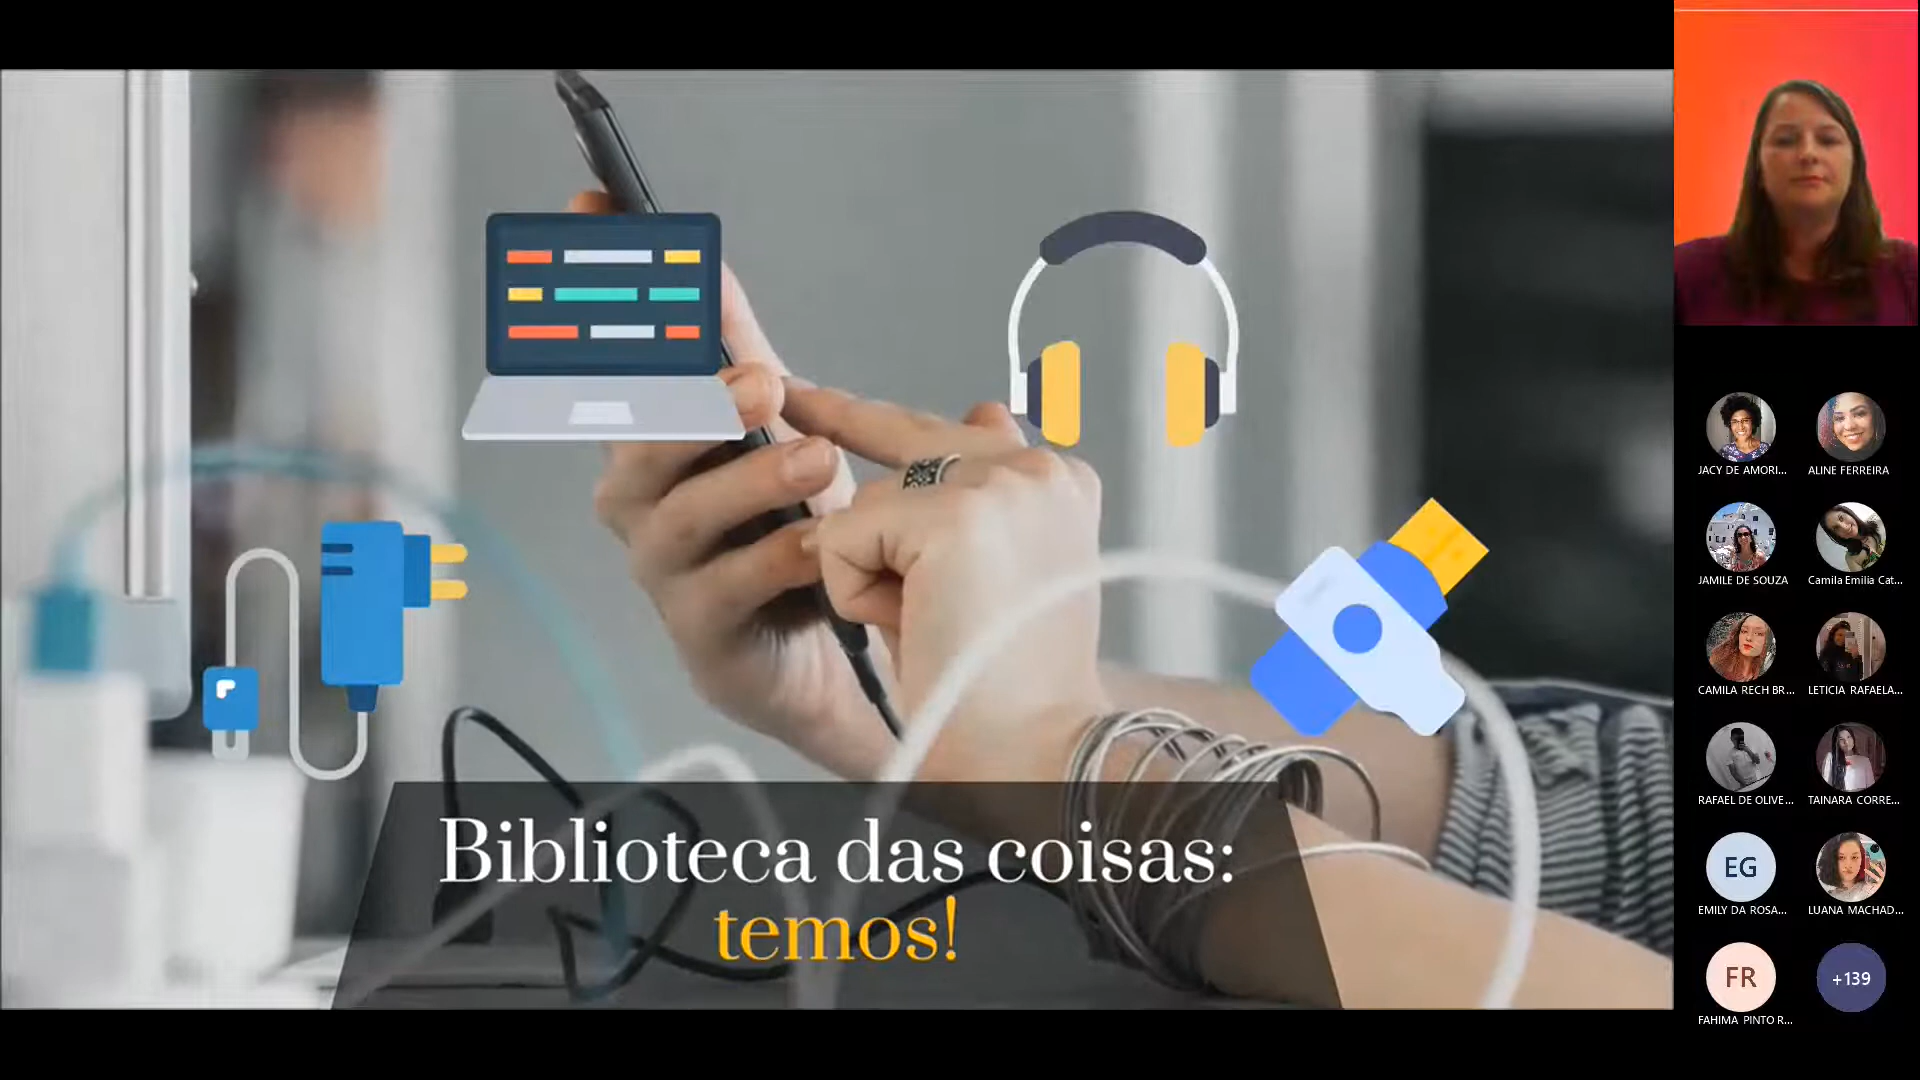 Biblioteca das coisas:
temos!
JACY DE AMORI...
ALINE FERREIRA
JAMILE DE SOUZA
Camila Emilia Cat...
CAMILA RECH BR...
LETICIA RAFAELA...
RAFAEL DE OLIVE...
TAINARA CORRE...
EG
EMILY DA ROSA...
LUANA MACHAD...
FR
FAHIMA PINTO R...
+139